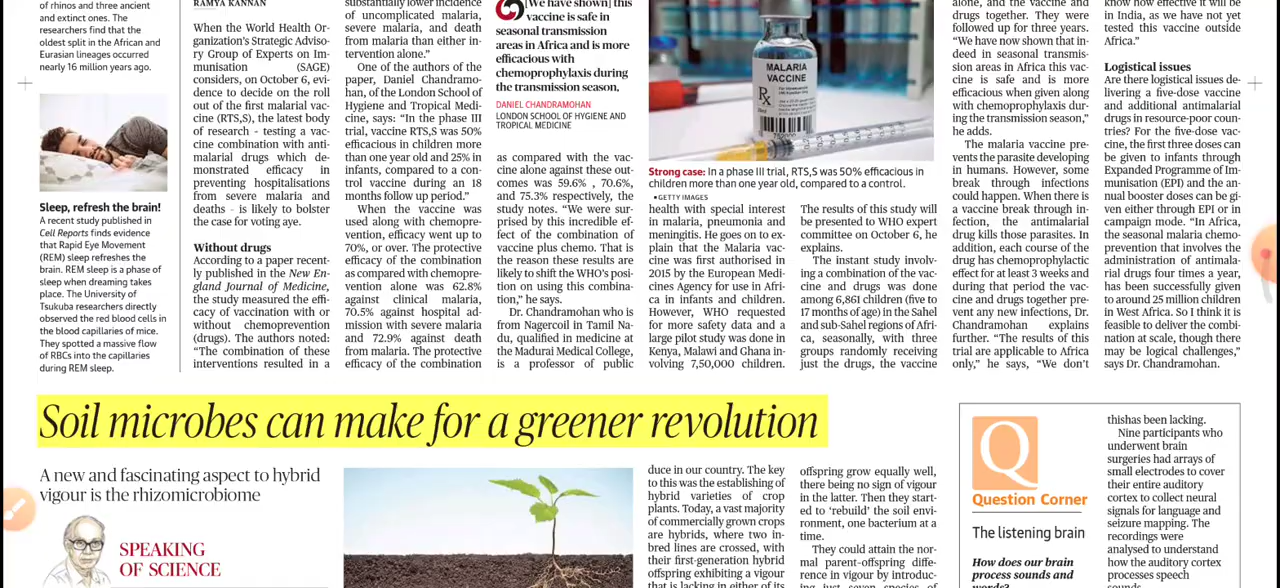 of rhinos and three ancient
and extinct ones. The
researchers find that the
oldest split in the African and
Eurasian lineages occurred
nearly 16 million years ago.
Sleep, refresh the brain!
A recent study published in
Cell Reports finds evidence
that Rapid Eye Movement
(REM) sleep refreshes the
brain. REM sleep is a phase of
sleep when dreaming takes
place. The University of
Tsukuba researchers directly
observed the red blood cells in
the blood capillaries of mice.
They spotted a massive flow
of RBCs into the capillaries
during REM sleep.
RAMYA KANNAN
When the World Health Or-
ganization's Strategic Adviso-
ry Group of Experts on Im-
munisation (SAGE)
considers, on October 6, evi-
dence to decide on the roll
out of the first malarial vac-
cine (RTS,S), the latest body
of research - testing a vac-
cine combination with anti-
malarial drugs which de-
monstrated efficacy in
preventing hospitalisations
from severe malaria and
deaths - is likely to bolster
the case for voting aye.
Without drugs
According to a paper recent-
ly published in the New En-
gland Journal of Medicine,
the study measured the effi-
cacy of vaccination with or
without chemoprevention
(drugs). The authors noted:
"The combination of these
interventions resulted in a
substantially lower incidence
of uncomplicated malaria,
severe malaria, and death
from malaria than either in-
tervention alone."
One of the authors of the
paper, Daniel Chandramo-
han, of the London School of
Hygiene and Tropical Medi-
cine, says: "In the phase III
trial, vaccine RTS,S was 50%
efficacious in children more
than one year old and 25% in
infants, compared to a con-
trol vaccine during an 18
months follow up period."
When the vaccine was
used along with chemopre-
vention, efficacy went up to
70%, or over. The protective
efficacy of the combination
as compared with chemopre-
vention alone was 62.8%
against clinical malaria,
70.5% against hospital ad-
mission with severe malaria
and 72.9% against death
from malaria. The protective
efficacy of the combination
[We have shown] this
vaccine is safe in
seasonal transmission
areas in Africa and is more
efficacious with
chemoprophylaxis during
the transmission season,
DANIEL CHANDRAMOHAN
LONDON SCHOOL OF HYGIENE AND
TROPICAL MEDICINE
as compared with the vac-
cine alone against these out-
comes was 59.6% , 70.6%,
and 75.3% respectively, the
study notes. "We were sur-
prised by this incredible ef-
fect of the combination of
vaccine plus chemo. That is
the reason these results are
likely to shift the WHO's posi-
tion on using this combina-
tion," he says.
Dr. Chandramohan who is
from Nagercoil in Tamil Na-
du, qualified in medicine at
the Madurai Medical College,
is a professor of public
MALARIA
VACCINE
Rx
Strong case: In a phase III trial, RTS,S was 50% efficacious in
children more than one year old, compared to a control.
▪GETTY IMAGES
health with special interest
in malaria, pneumonia and
meningitis. He goes on to ex-
plain that the Malaria vac-
cine was first authorised in
2015 by the European Medi-
cines Agency for use in Afri-
ca in infants and children.
However, WHO requested
for more safety data and a
large pilot study was done in
Kenya, Malawi and Ghana in-
volving 7,50,000 children.
The results of this study will
be presented to WHO expert
committee on October 6, he
explains.
The instant study involv-
ing a combination of the vac-
cine and drugs was done
among 6,861 children (five to
17 months of age) in the Sahel
and sub-Sahel regions of Afri-
ca, seasonally, with three
groups randomly receiving
just the drugs, the vaccine
alone, and the vaccine and
drugs together. They were
followed up for three years.
"We have now shown that in-
deed in seasonal transmis-
sion areas in Africa this vac-
cine is safe and is more
efficacious when given along
with chemoprophylaxis dur-
ing the transmission season,"
he adds.
The malaria vaccine pre-
vents the parasite developing
in humans. However, some
break through infections
could happen. When there is
a vaccine break through in-
fection, the antimalarial
drug kills those parasites. In
addition, each course of the
drug has chemoprophylactic
effect for at least 3 weeks and
during that period the vac-
cine and drugs together pre-
vent any new infections, Dr.
Chandramohan explains
further. "The results of this
trial are applicable to Africa
only," he says, "We don't
know how effective it will be
in India, as we have not yet
tested this vaccine outside
Africa."
Logistical issues
Are there logistical issues de-
livering a five-dose vaccine
and additional antimalarial
drugs in resource-poor coun-
tries? For the five-dose vac-
cine, the first three doses can
be given to infants through
Expanded Programme of Im-
munisation (EPI) and the an-
nual booster doses can be gi-
ven either through EPI or in
campaign mode. "In Africa,
the seasonal malaria chemo-
prevention that involves the
administration of antimala-
rial drugs four times a year,
has been successfully given
to around 25 million children
in West Africa. So I think it is
feasible to deliver the combi-
nation at scale, though there
may be logical challenges,"
says Dr. Chandramohan.
Soil microbes can make for a greener revolution
A new and fascinating aspect to hybrid
vigour is the rhizomicrobiome
SPEAKING
OF SCIENCE
duce in our country. The key
to this was the establishing of
hybrid varieties of crop
plants. Today, a vast majority
of commercially grown crops
are hybrids, where two in-
bred lines are crossed, with
their first-generation hybrid
offspring exhibiting a vigour
that is lacking in either of its
offspring grow equally well,
there being no sign of vigour
in the latter. Then they start-
ed to 'rebuild' the soil envi-
ronment, one bacterium at a
time.
They could attain the nor-
mal parent-offspring diffe-
rence in vigour by introduc-
ing just seven species of
Q
Question Corner
The listening brain
How does our brain
process sounds and
words?
thishas been lacking.
Nine participants who
underwent brain
surgeries had arrays of
small electrodes to cover
their entire auditory
cortex to collect neural
signals for language and
seizure mapping. The
recordings were
analysed to understand
how the auditory cortex
processes speech
sounds.